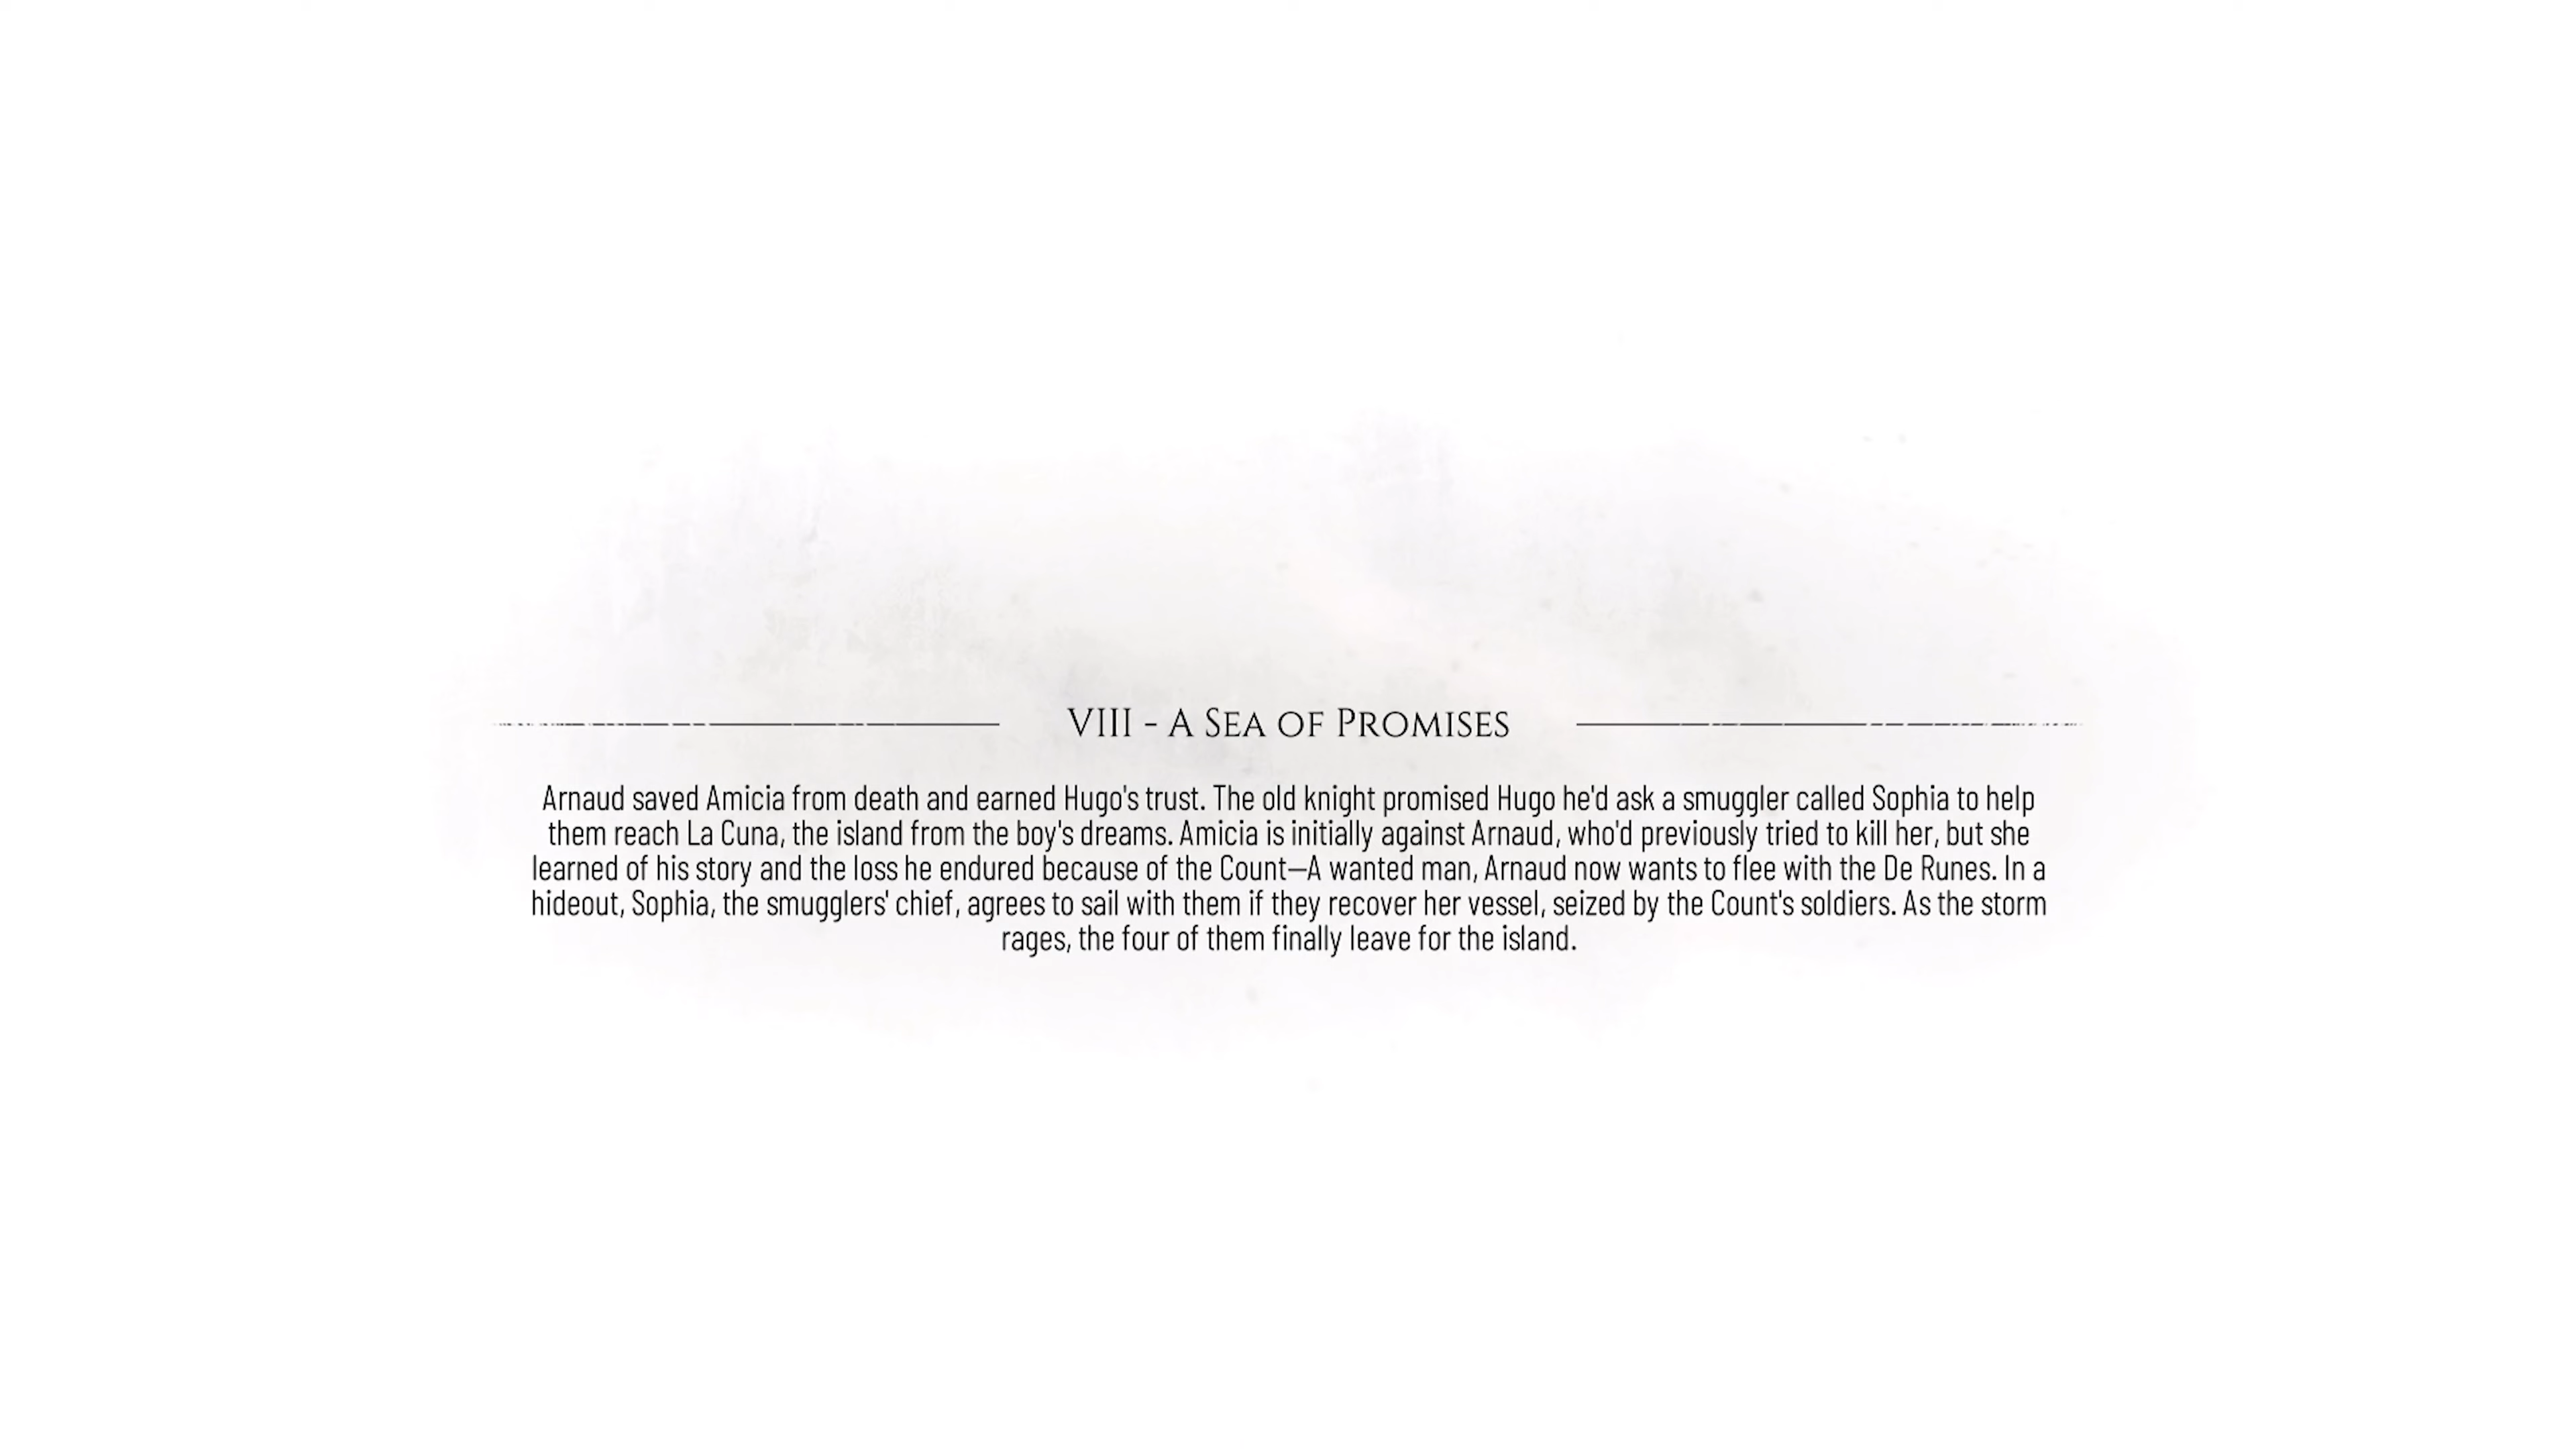 VIII - A Sea of Promises
Arnaud saved Amicia from death and earned Hugo's trust. The old knight promised Hugo he'd ask a smuggler called Sophia to help
them reach La Cuna, the island from the boy's dreams. Amicia is initially against Arnaud, who'd previously tried to kill her, but she
learned of his story and the loss he endured because of the Count—A wanted man, Arnaud now wants to flee with the De Runes. In a
hideout, Sophia, the smugglers' chief, agrees to sail with them if they recover her vessel, seized by the Count's soldiers. As the storm
rages, the four of them finally leave for the island.